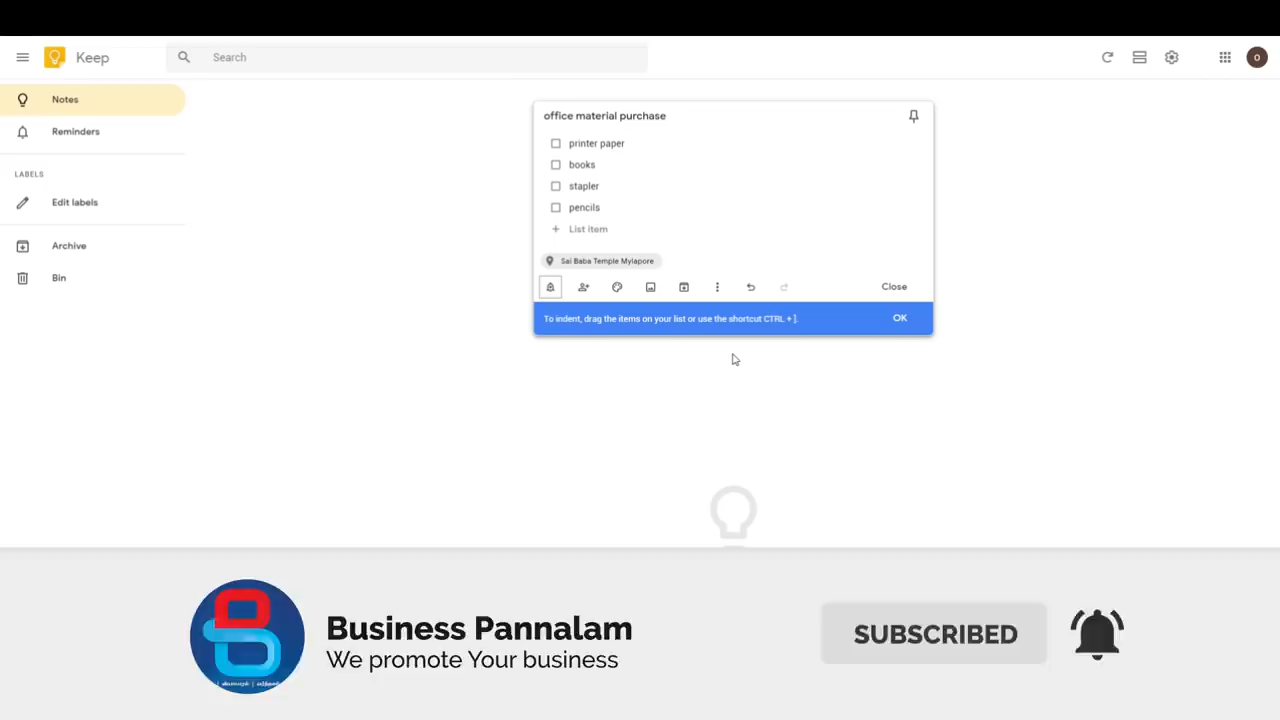 Keep
Search
O
Notes
Reminders
LABELS
Edit labels
Archive
Bin
office material purchase
printer paper
books
stapler
pencils
+ List item
Sai Baba Temple Mylapore
Close
To indent, drag the items on your list or use the shortcut CTRL + ].
OK
Business Pannalam
We promote Your business
SUBSCRIBED